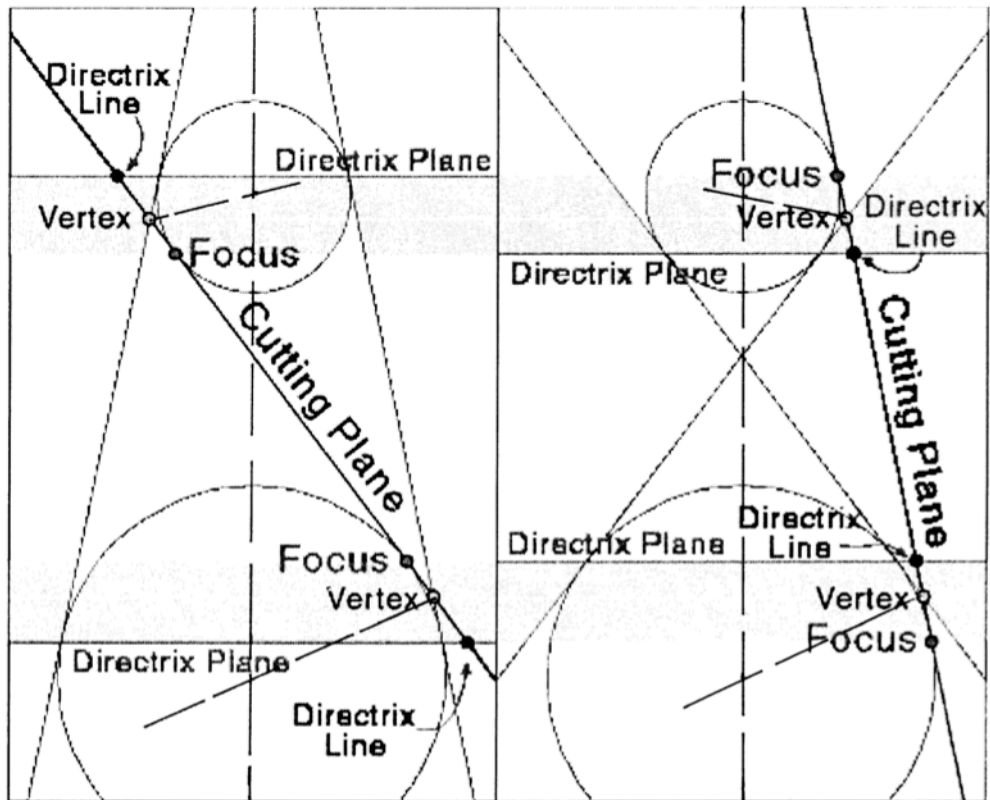 Directrix
Line
Directrix Plane
Vertex
Focus
Cutting Plane
Focus
Vertex
Directrix Plane
Directrix
Line
Focus
Vertex
Directrix
Line
Directrix Plane
Cutting Plane
Directrix
Line
Directrix Plane
Vertex
Focus